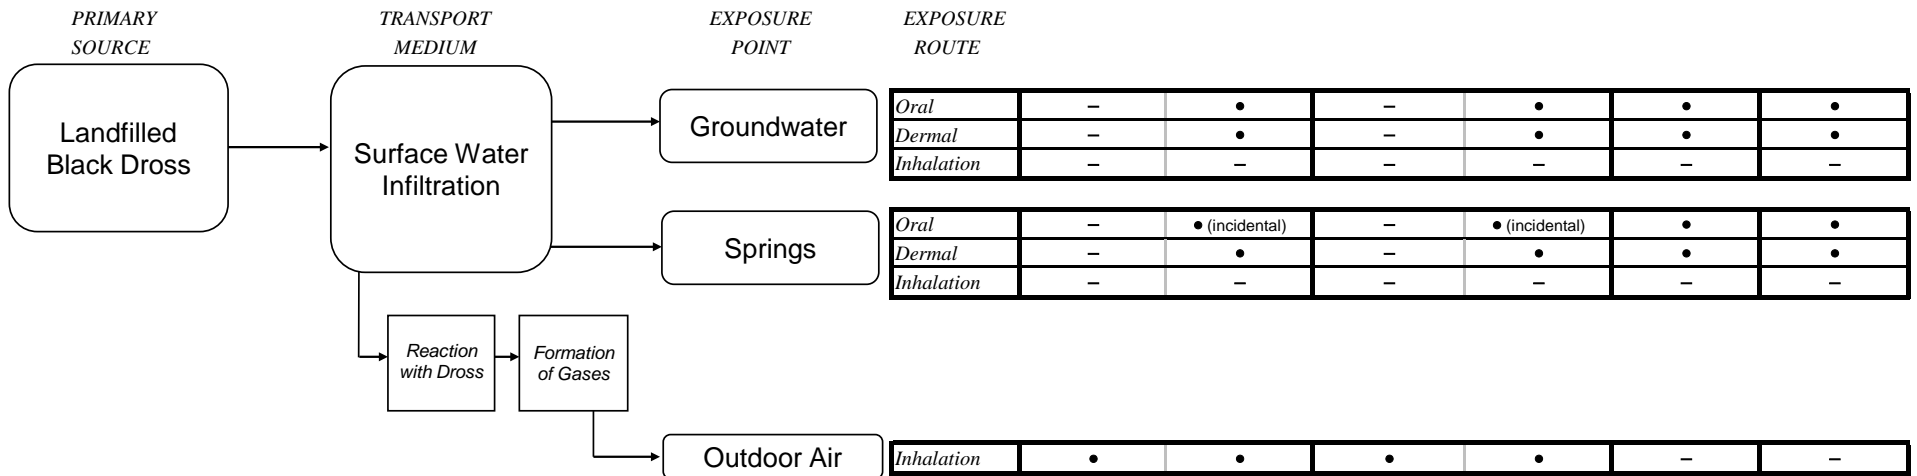 PRIMARY TRANSPORT EXPOSURE EXPOSURE
SOURCE MEDIUM POINT ROUTE
Landfilled
Black Dross
Surface Water
Infiltration
Groundwater
Oral – • – • • •
Dermal – • – • • •
Inhalation – – – – – –
Springs
Oral – • (incidental) – • (incidental) • •
Dermal – • – • • •
Inhalation – – – – – –
Reaction
with Dross
Formation
of Gases
Outdoor Air
Inhalation • • • • – –